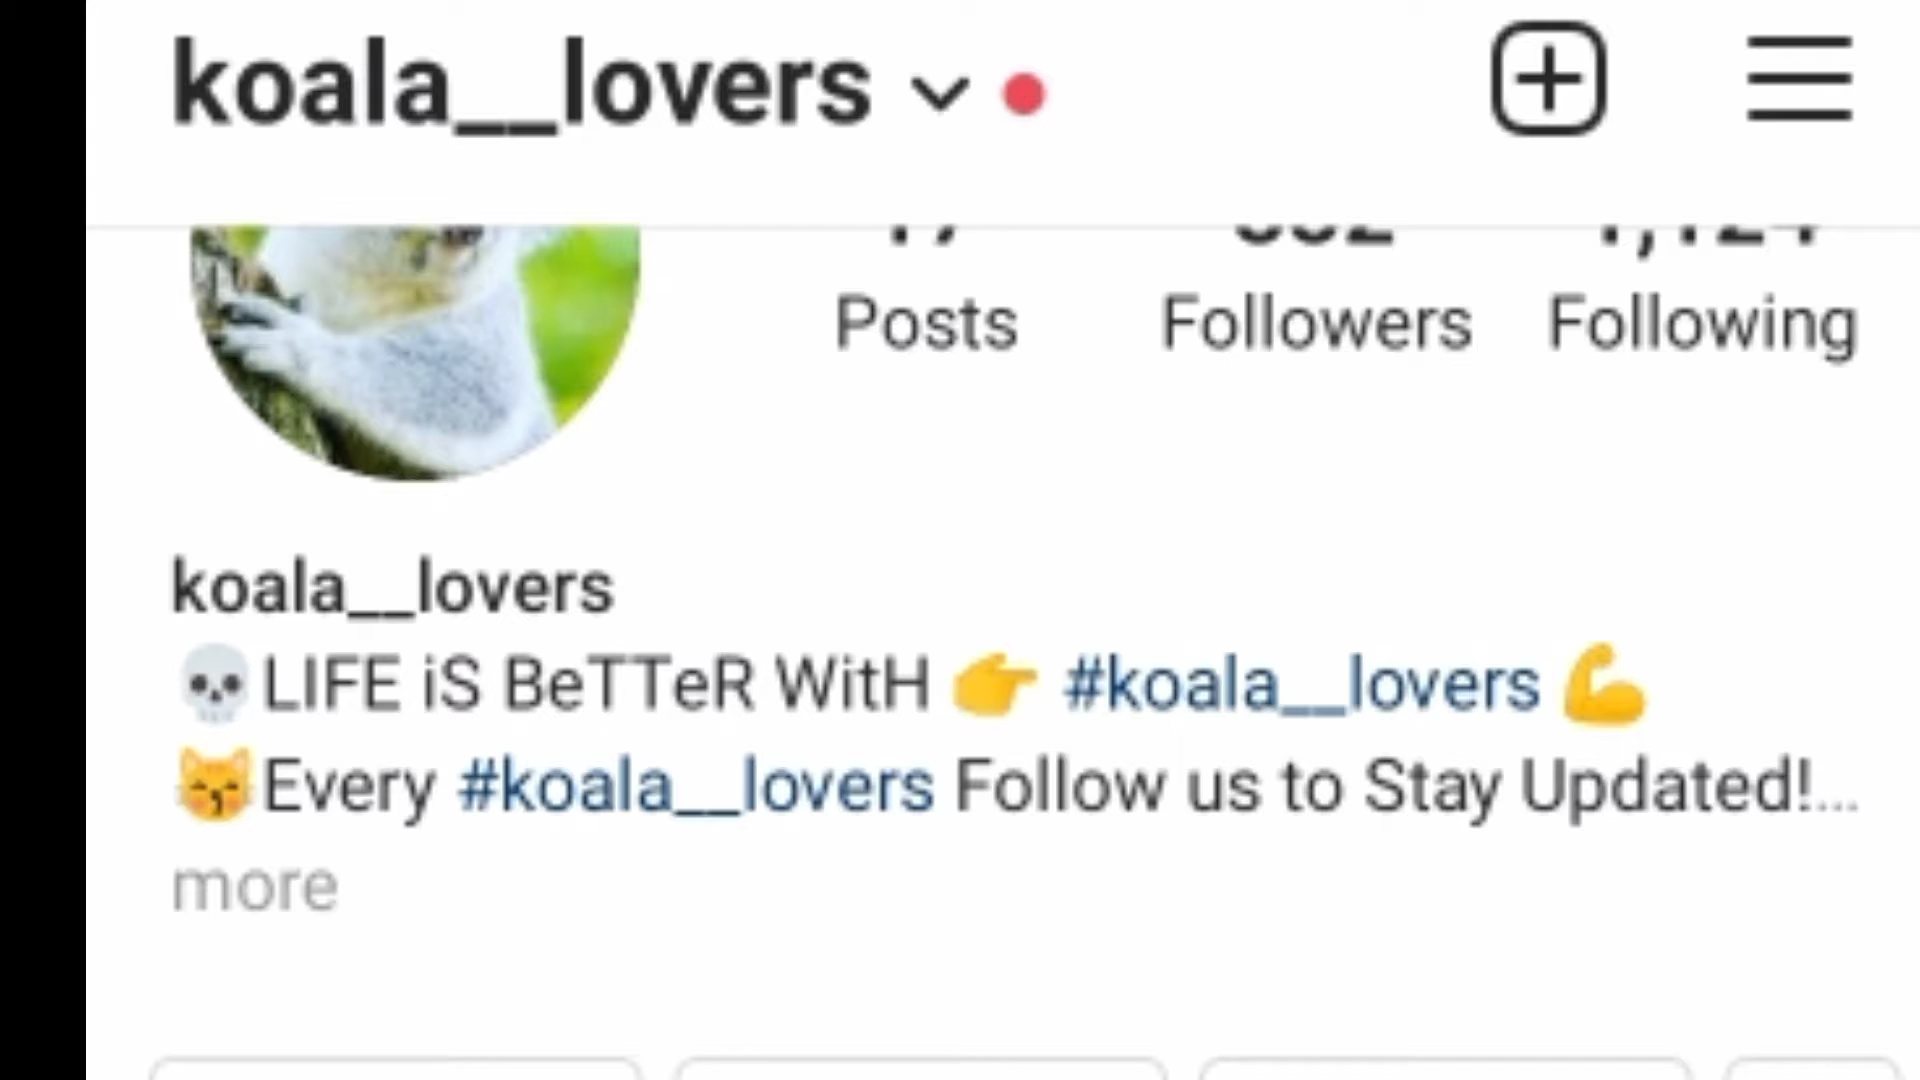 koala__lovers
Posts Followers Following
koala__lovers
💀LIFE iS BeTTeR WitH 👉 #koala__lovers 💪
😽Every #koala__lovers Follow us to Stay Updated!...
more